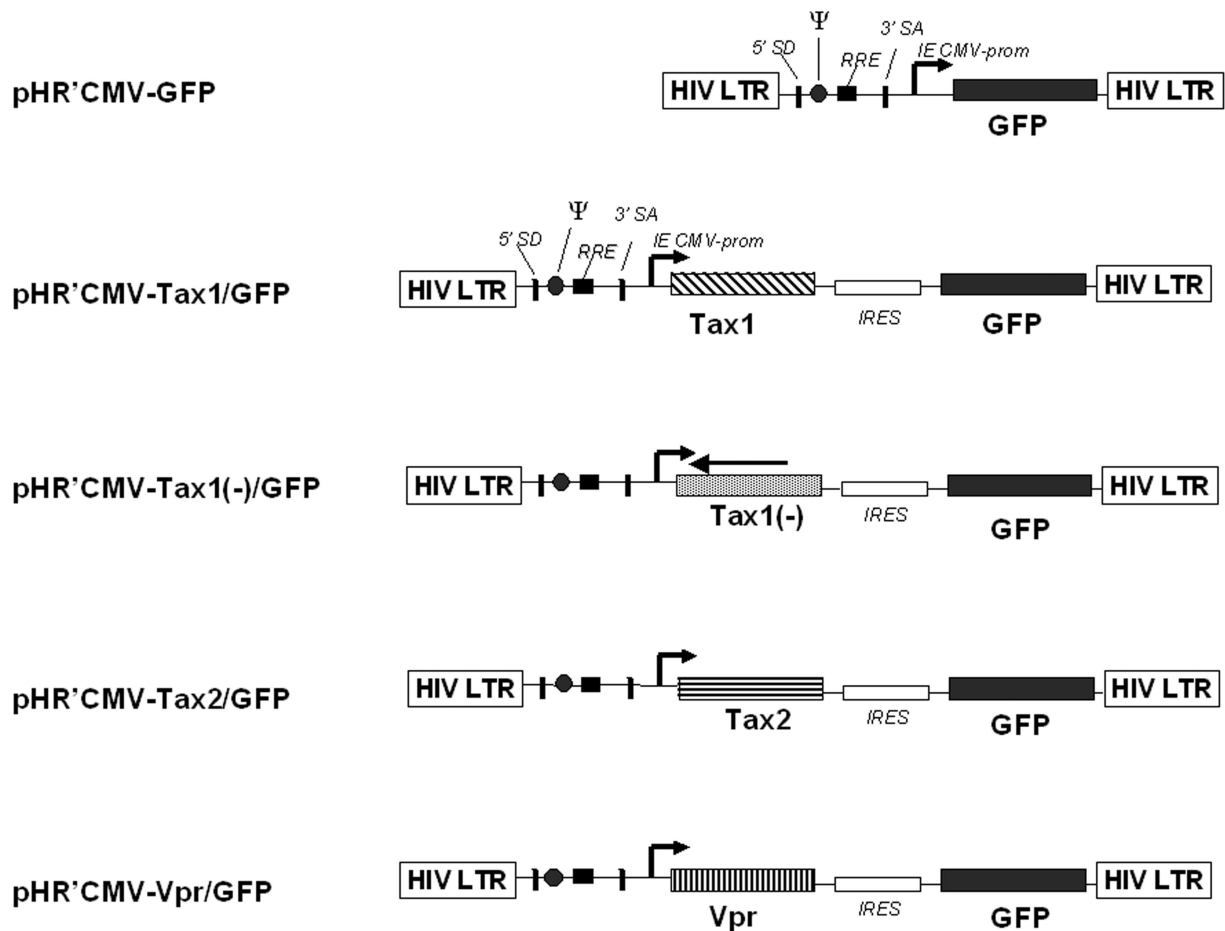 Ψ
5' SD RRE 3' SA IE CMV-prom
pHR'CMV-GFP HIV LTR HIV LTR
GFP
Ψ
5' SD RRE 3' SA IE CMV-prom
pHR'CMV-Tax1/GFP HIV LTR HIV LTR
Tax1 IRES GFP
pHR'CMV-Tax1(-)/GFP HIV LTR HIV LTR
Tax1(-) IRES GFP
pHR'CMV-Tax2/GFP HIV LTR HIV LTR
Tax2 IRES GFP
pHR'CMV-Vpr/GFP HIV LTR HIV LTR
Vpr IRES GFP